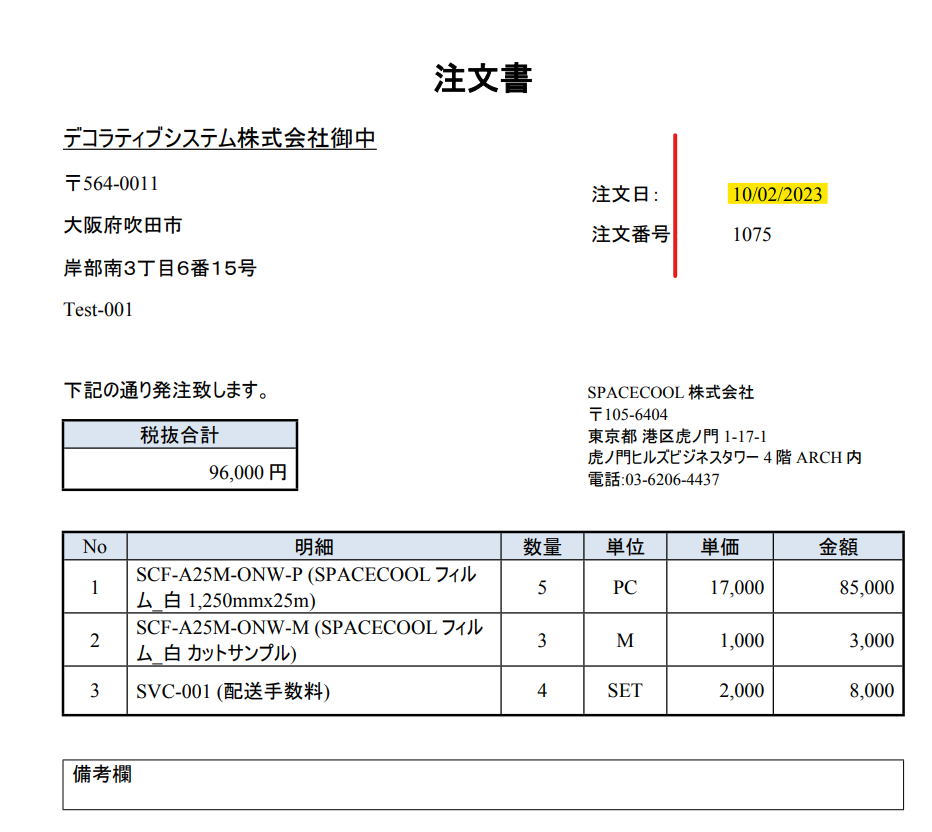 注文書
デコラティブシステム株式会社御中
〒564-0011
大阪府吹田市
岸部南３丁目６番１５号
Test-001
注文日： 10/02/2023
注文番号 1075
下記の通り発注致します。
税抜合計
96,000 円
SPACECOOL 株式会社
〒105-6404
東京都 港区虎ノ門 1-17-1
虎ノ門ヒルズビジネスタワー 4 階 ARCH 内
電話:03-6206-4437
No 明細 数量 単位 単価 金額
1 SCF-A25M-ONW-P (SPACECOOL フィル
ム_白 1,250mmx25m) 5 PC 17,000 85,000
2 SCF-A25M-ONW-M (SPACECOOL フィル
ム_白 カットサンプル) 3 M 1,000 3,000
3 SVC-001 (配送手数料) 4 SET 2,000 8,000
備考欄